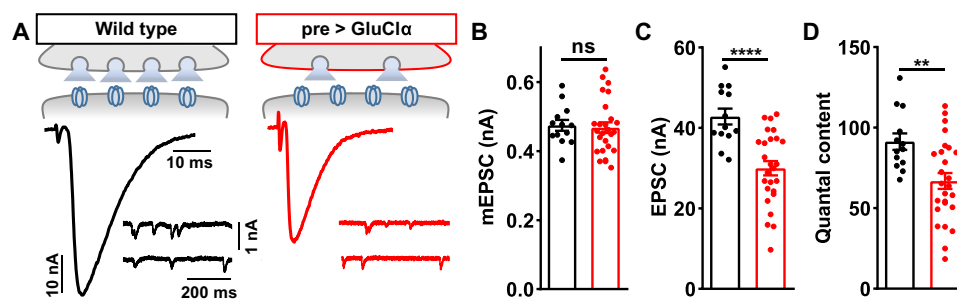 A
Wild type
pre > GluClα
10 ms
10 nA
1 nA
200 ms
B
ns
mEPSC (nA)
0.6
0.4
0.2
0.0
C
****
EPSC (nA)
60
40
20
0
D
**
Quantal content
150
100
50
0